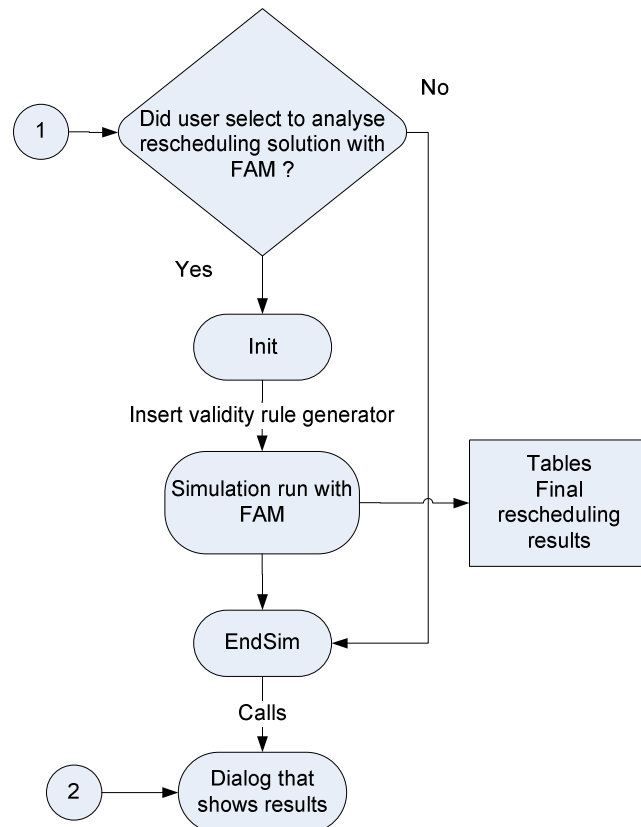 No
1
Did user select to analyse
rescheduling solution with
FAM ?
Yes
Init
Insert validity rule generator
Simulation run with
FAM
Tables
Final
rescheduling
results
EndSim
Calls
2
Dialog that
shows results